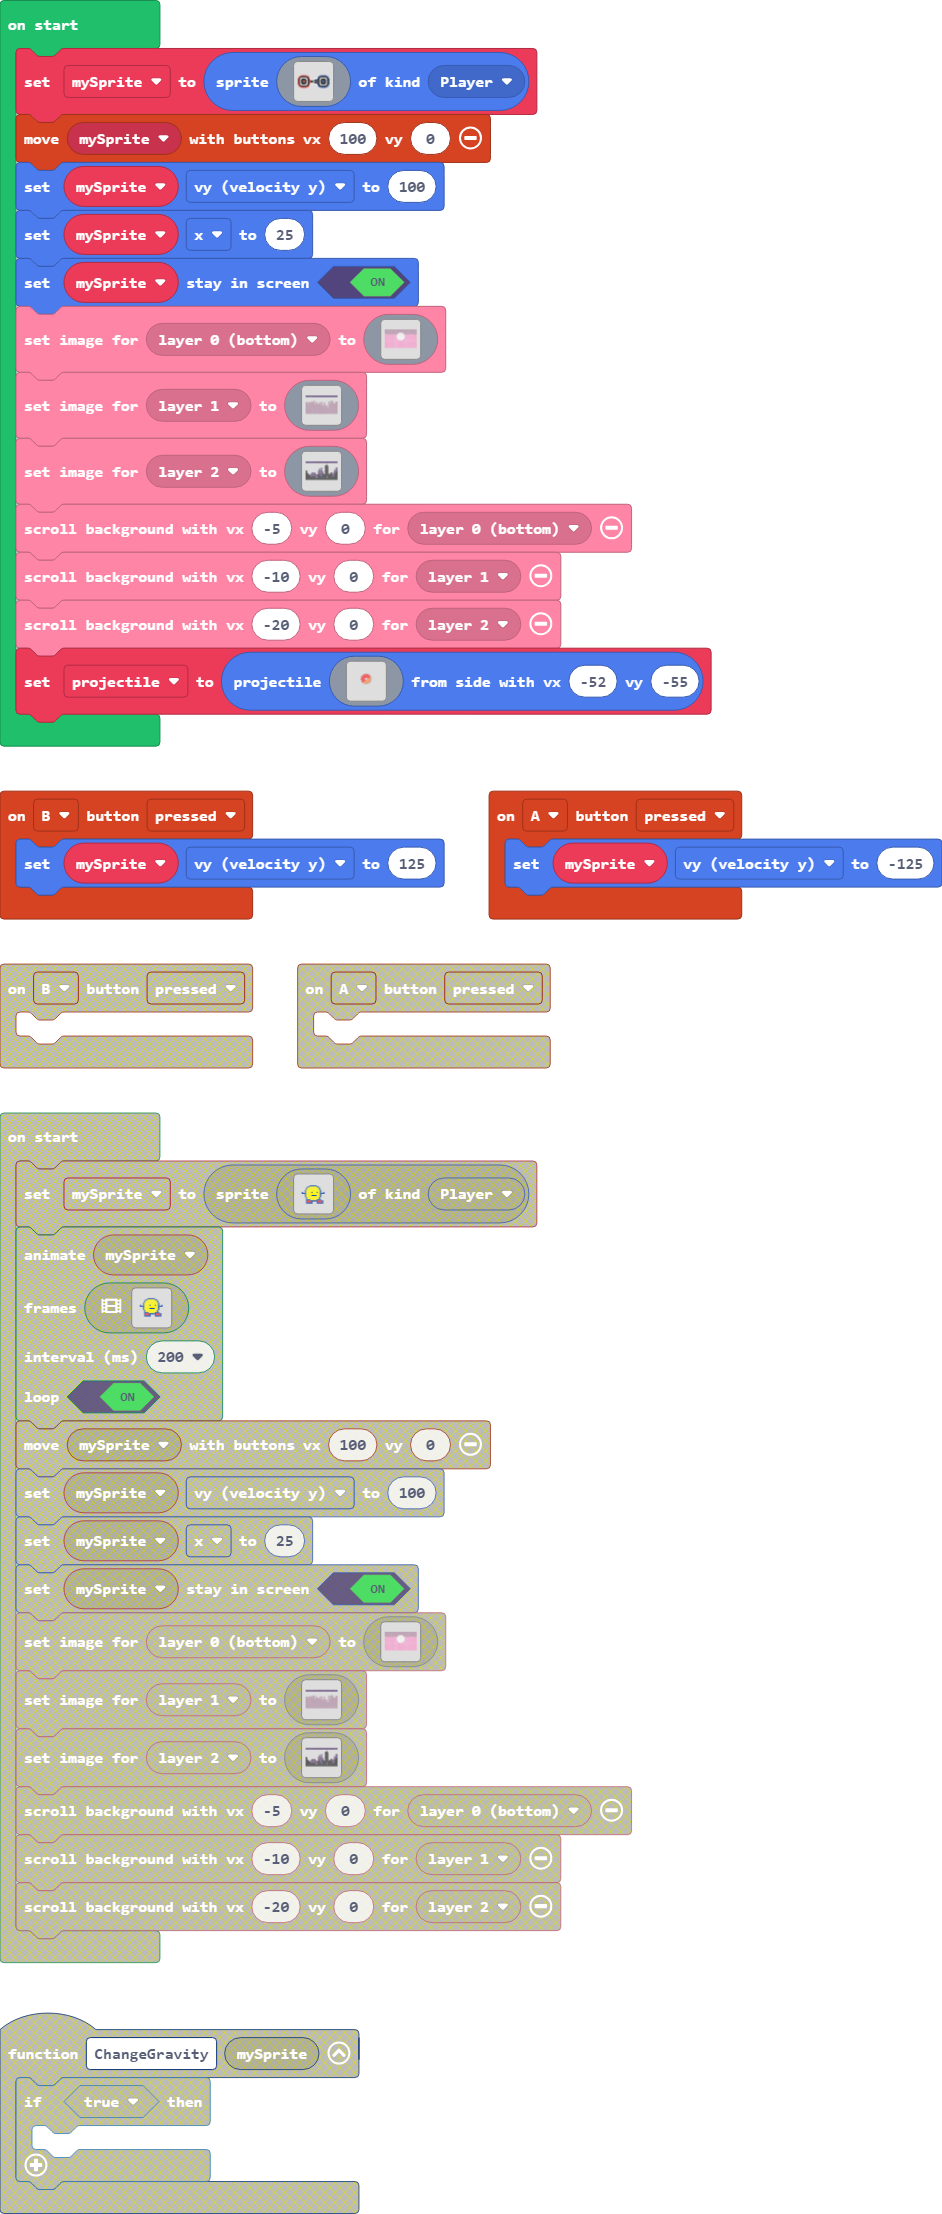 on start
set mySprite to sprite of kind Player
move mySprite with buttons vx 100 vy 0
set mySprite vy (velocity y) to 100
set mySprite x to 25
set mySprite stay in screen ON
set image for layer 0 (bottom) to
set image for layer 1 to
set image for layer 2 to
scroll background with vx -5 vy 0 for layer 0 (bottom)
scroll background with vx -10 vy 0 for layer 1
scroll background with vx -20 vy 0 for layer 2
set projectile to projectile from side with vx -52 vy -55
on B button pressed
set mySprite vy (velocity y) to 125
on A button pressed
set mySprite vy (velocity y) to -125
on B button pressed
on A button pressed
on start
set mySprite to sprite of kind Player
animate mySprite
frames
interval (ms) 200
loop ON
move mySprite with buttons vx 100 vy 0
set mySprite vy (velocity y) to 100
set mySprite x to 25
set mySprite stay in screen ON
set image for layer 0 (bottom) to
set image for layer 1 to
set image for layer 2 to
scroll background with vx -5 vy 0 for layer 0 (bottom)
scroll background with vx -10 vy 0 for layer 1
scroll background with vx -20 vy 0 for layer 2
function ChangeGravity mySprite
if true then